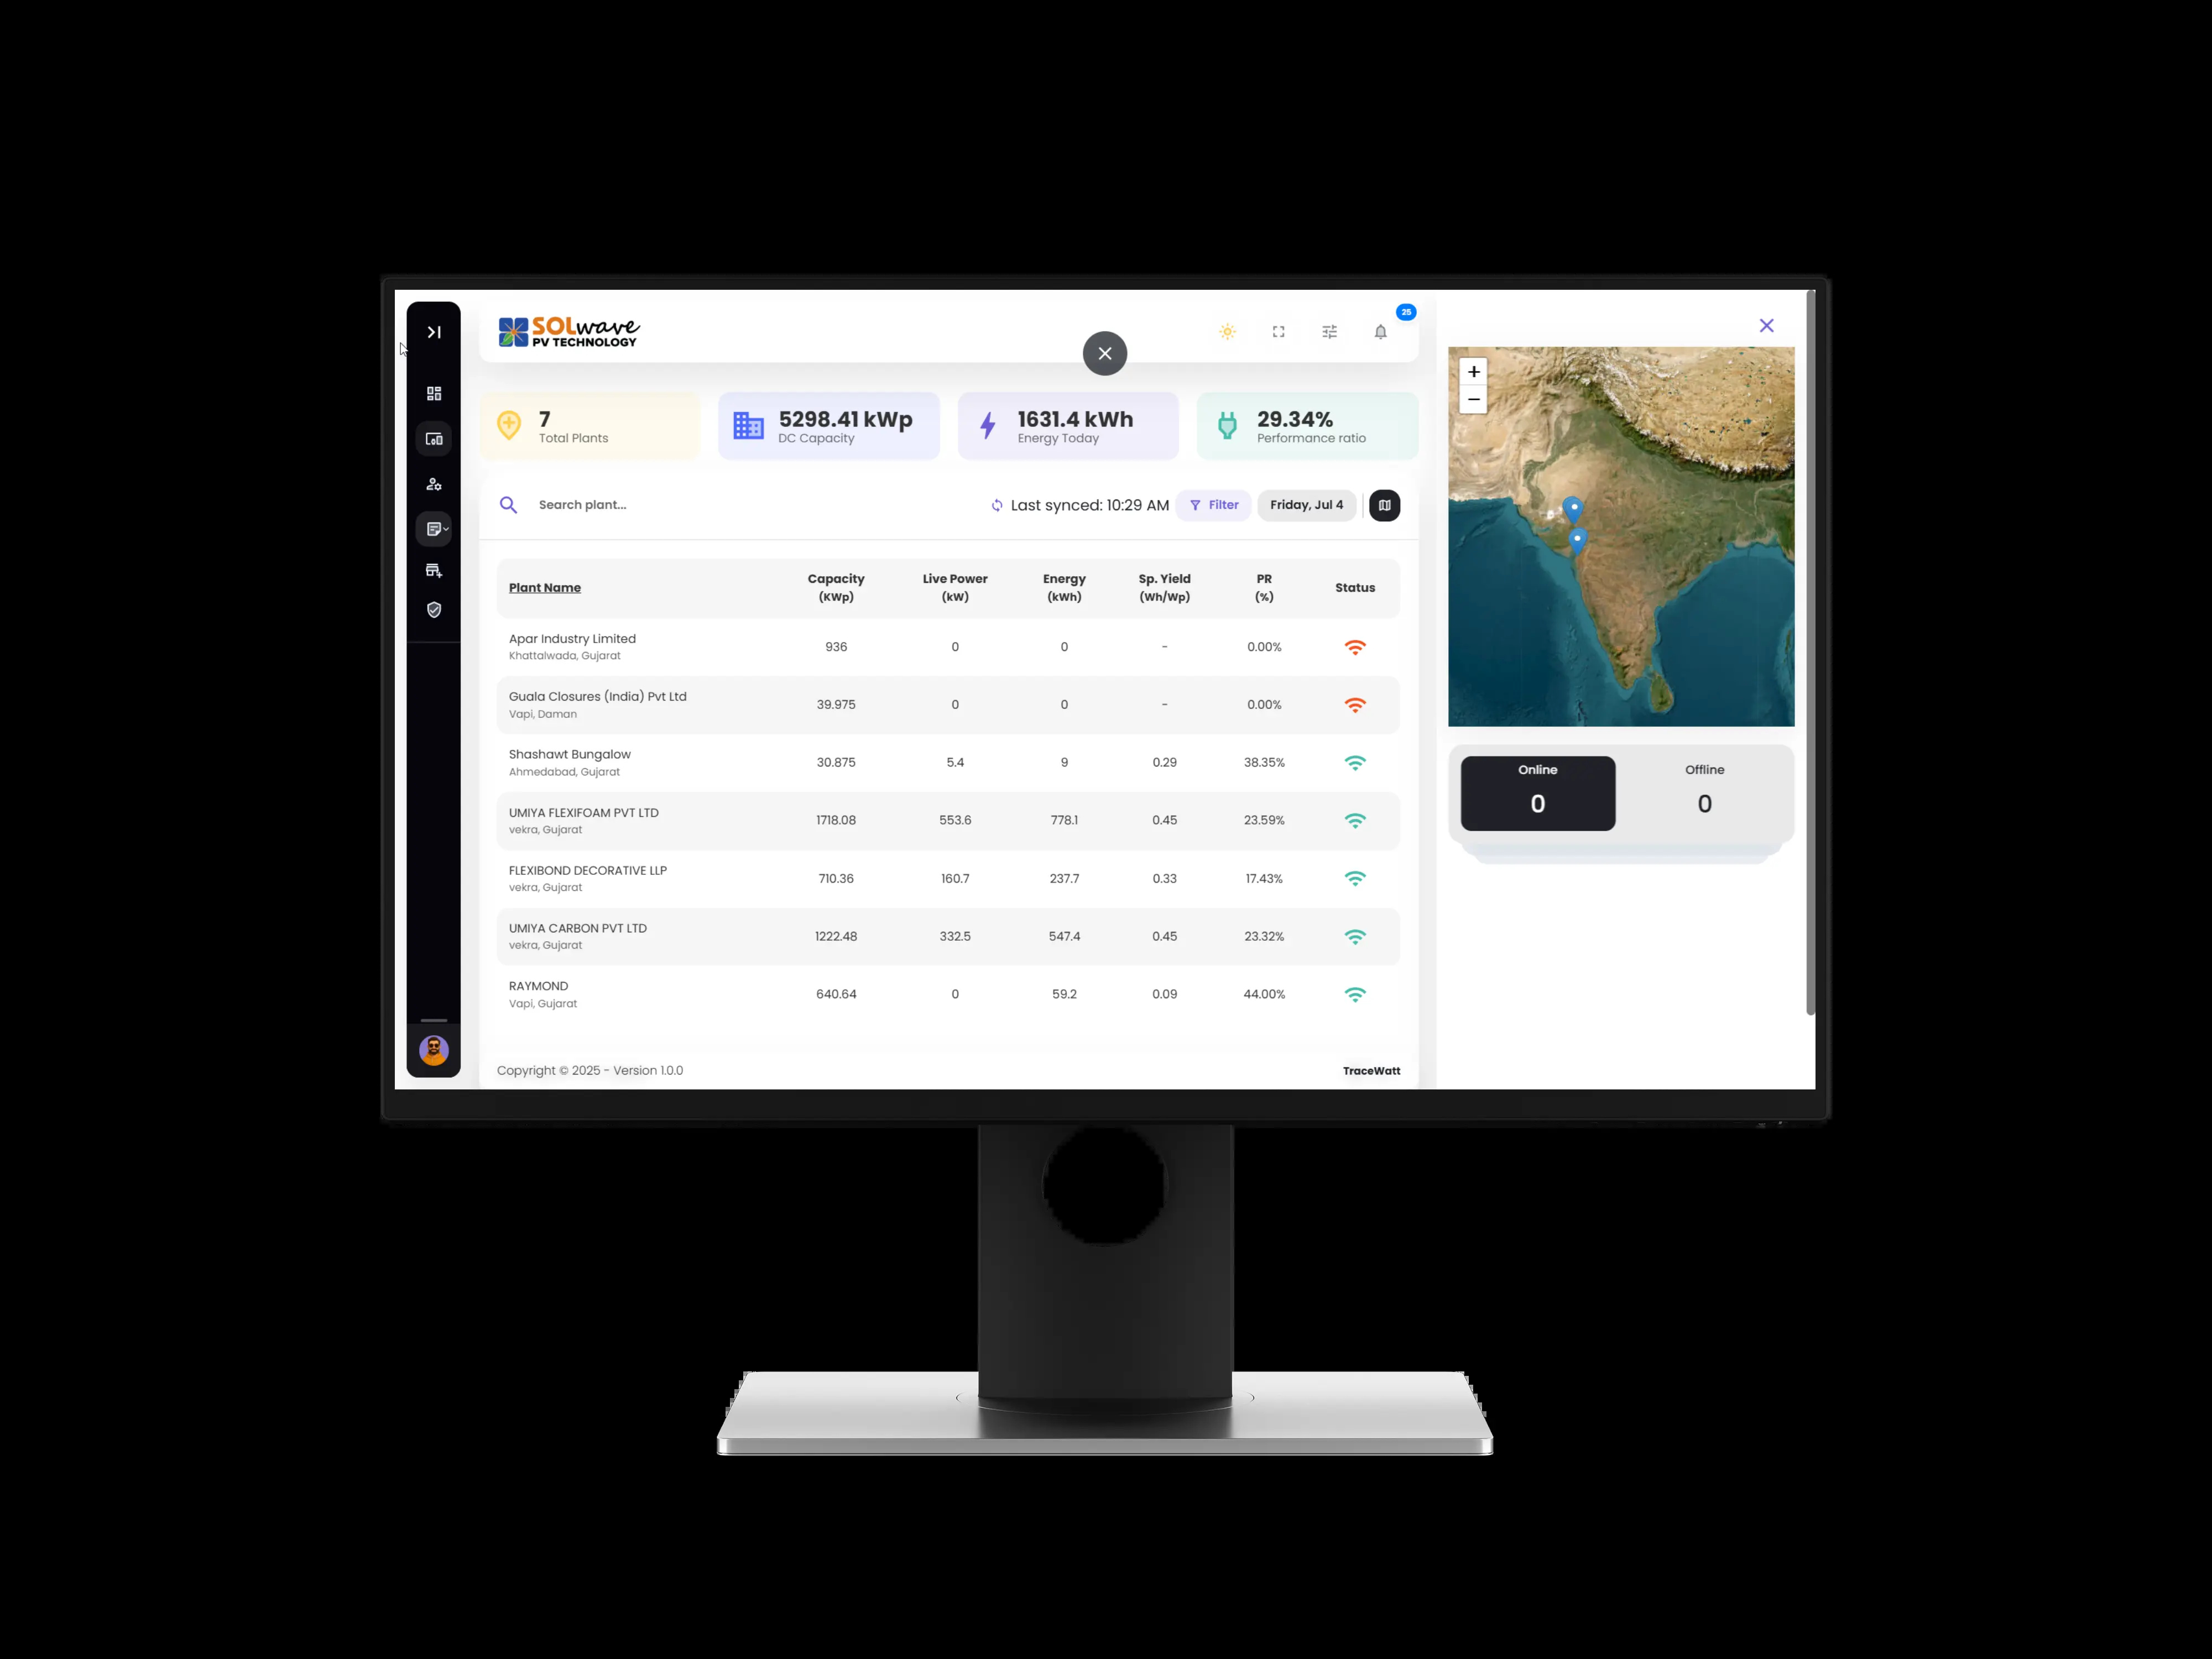 SOLwave
PV TECHNOLOGY
25
7
Total Plants
5298.41 kWp
DC Capacity
1631.4 kWh
Energy Today
29.34%
Performance ratio
Search plant...
Last synced: 10:29 AM
Filter
Friday, Jul 4
Plant Name Capacity (KWp) Live Power (kW) Energy (kWh) Sp. Yield (Wh/Wp) PR (%) Status
Apar Industry Limited 936 0 0 - 0.00%
Khattalwada, Gujarat
Guala Closures (India) Pvt Ltd 39.975 0 0 - 0.00%
Vapi, Daman
Shashawt Bungalow 30.875 5.4 9 0.29 38.35%
Ahmedabad, Gujarat
UMIYA FLEXIFOAM PVT LTD 1718.08 553.6 778.1 0.45 23.59%
vekra, Gujarat
FLEXIBOND DECORATIVE LLP 710.36 160.7 237.7 0.33 17.43%
vekra, Gujarat
UMIYA CARBON PVT LTD 1222.48 332.5 547.4 0.45 23.32%
vekra, Gujarat
RAYMOND 640.64 0 59.2 0.09 44.00%
Vapi, Gujarat
Copyright © 2025 - Version 1.0.0
TraceWatt
+
−
Online
0
Offline
0